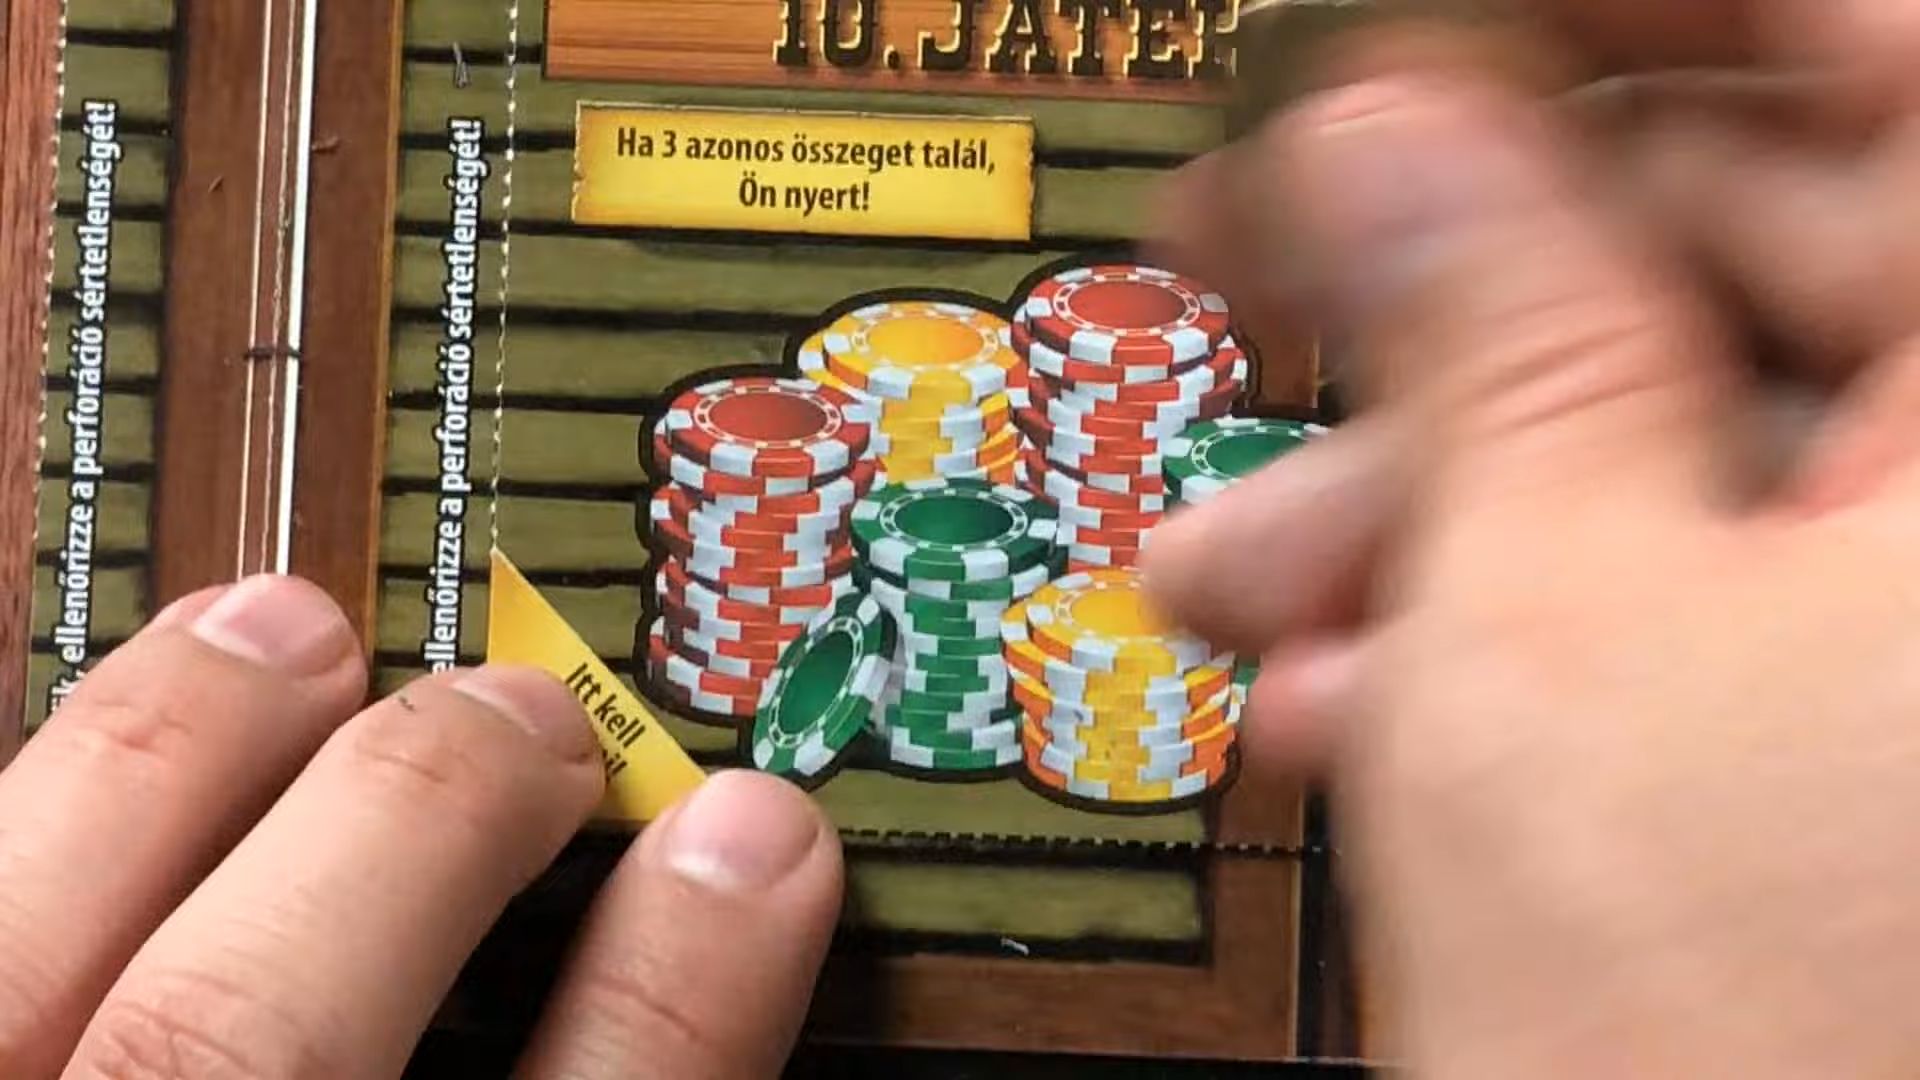 10. JÁTÉK
Ha 3 azonos összeget talál,
Ön nyert!
ellenőrizze a perforáció sértetlenségét!
ellenőrizze a perforáció sértetlenségét!
Itt kell